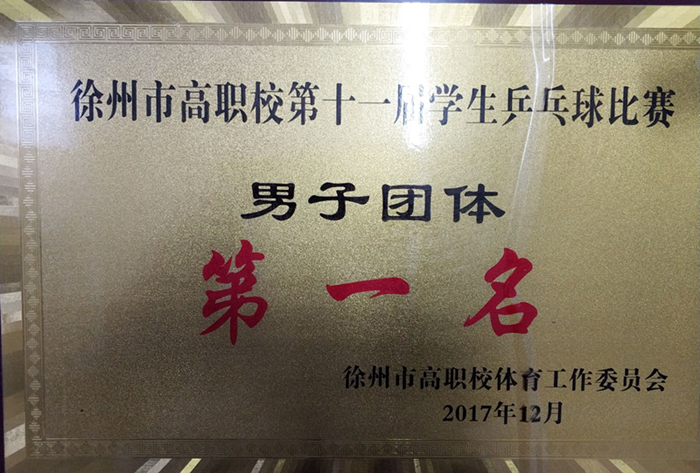 徐州市高职校第十一届学生乒乓球比赛
男子团体
第一名
徐州市高职校体育工作委员会
2017年12月